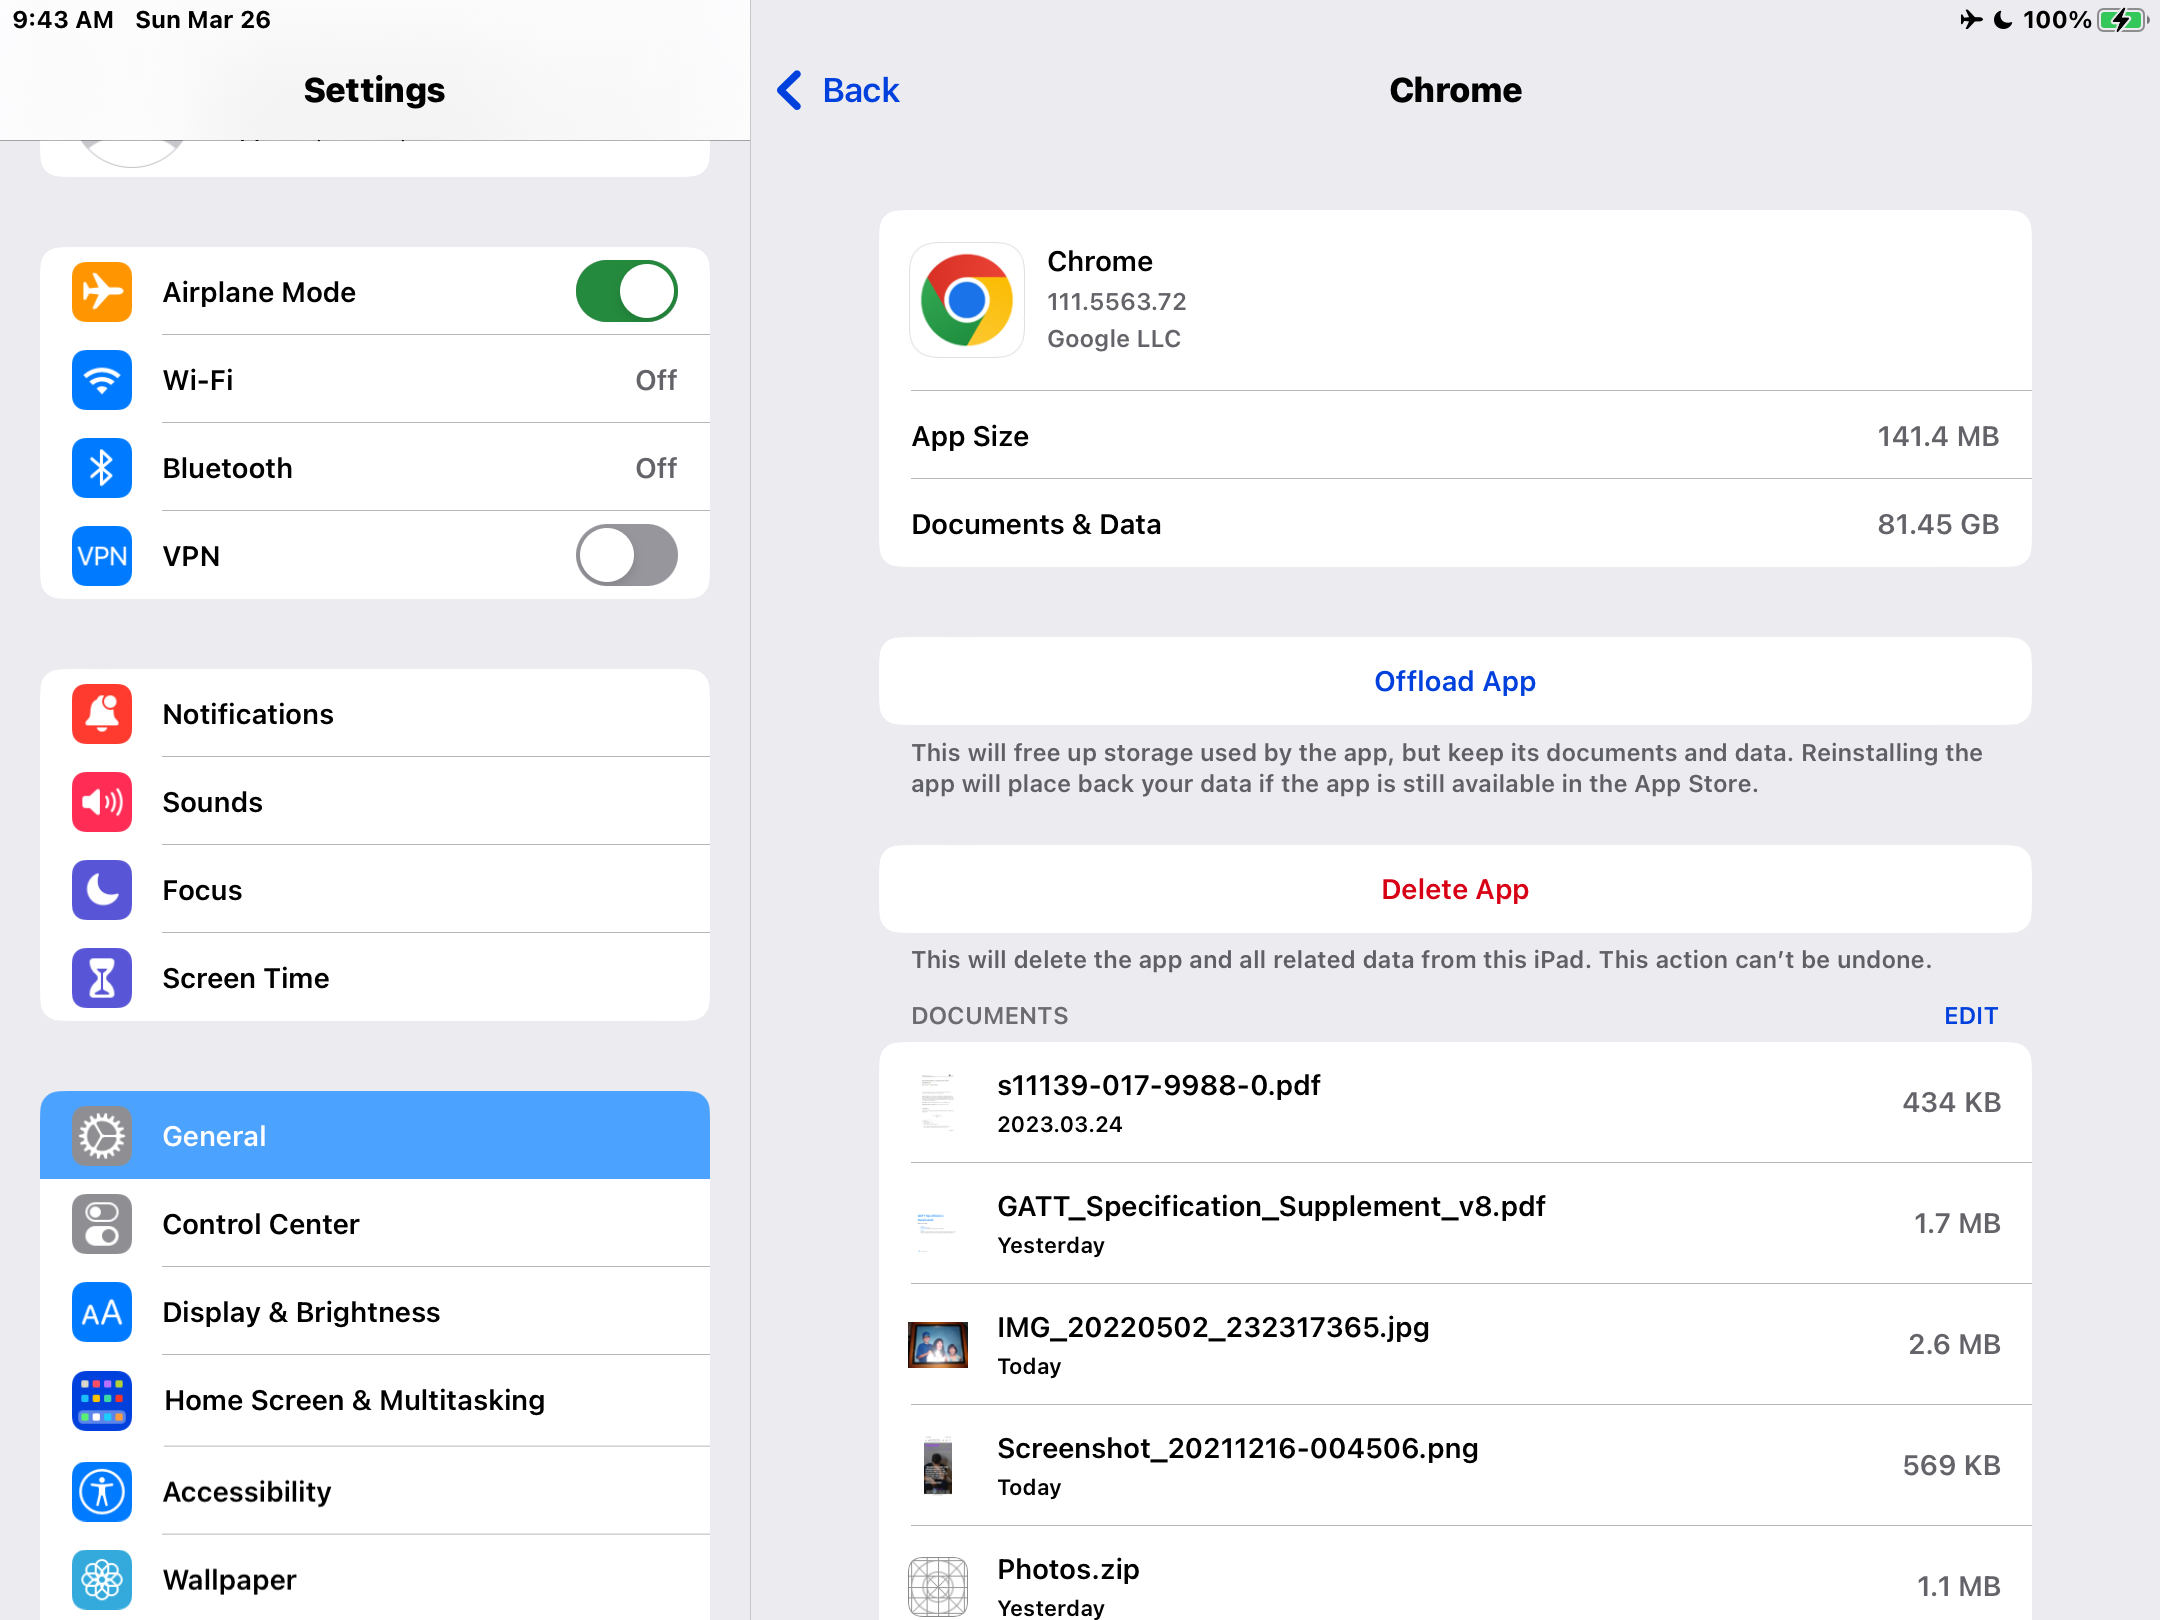 9:43 AM Sun Mar 26
100%
Settings
Airplane Mode
Wi-Fi Off
Bluetooth Off
VPN VPN
Notifications
Sounds
Focus
Screen Time
General
Control Center
AA Display & Brightness
Home Screen & Multitasking
Accessibility
Wallpaper
Back
Chrome
Chrome
111.5563.72
Google LLC
App Size 141.4 MB
Documents & Data 81.45 GB
Offload App
This will free up storage used by the app, but keep its documents and data. Reinstalling the
app will place back your data if the app is still available in the App Store.
Delete App
This will delete the app and all related data from this iPad. This action can’t be undone.
DOCUMENTS EDIT
s11139-017-9988-0.pdf
2023.03.24
434 KB
GATT_Specification_Supplement_v8.pdf
Yesterday
1.7 MB
IMG_20220502_232317365.jpg
Today
2.6 MB
Screenshot_20211216-004506.png
Today
569 KB
Photos.zip
Yesterday
1.1 MB